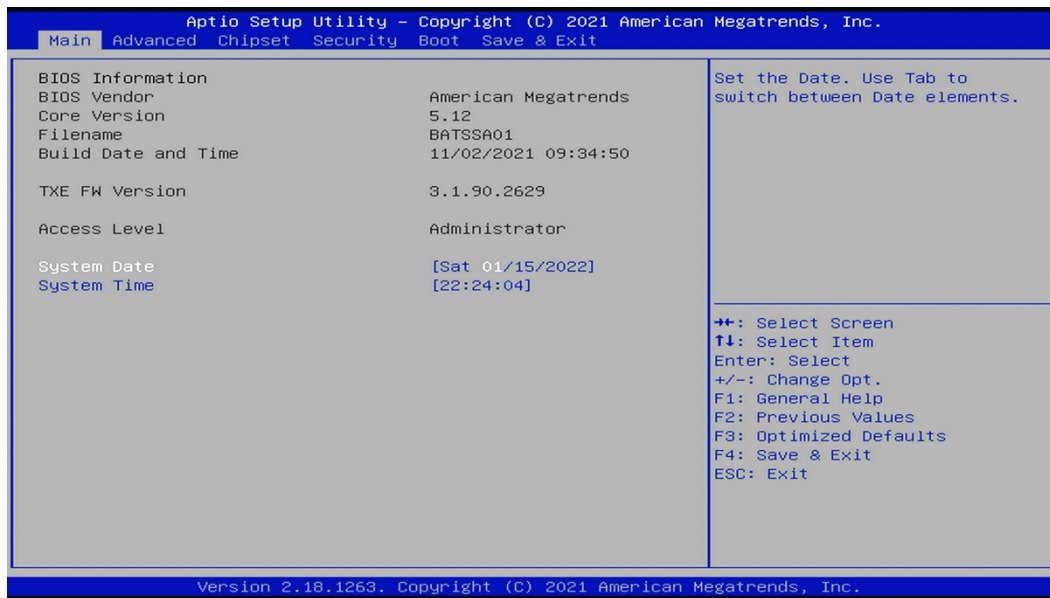 Aptio Setup Utility – Copyright (C) 2021 American Megatrends, Inc.
Main Advanced Chipset Security Boot Save & Exit
BIOS Information
BIOS Vendor American Megatrends
Core Version 5.12
Filename BATSSA01
Build Date and Time 11/02/2021 09:34:50
TXE FW Version 3.1.90.2629
Access Level Administrator
System Date [Sat 01/15/2022]
System Time [22:24:04]
Set the Date. Use Tab to
switch between Date elements.
→←: Select Screen
↑↓: Select Item
Enter: Select
+/-: Change Opt.
F1: General Help
F2: Previous Values
F3: Optimized Defaults
F4: Save & Exit
ESC: Exit
Version 2.18.1263. Copyright (C) 2021 American Megatrends, Inc.